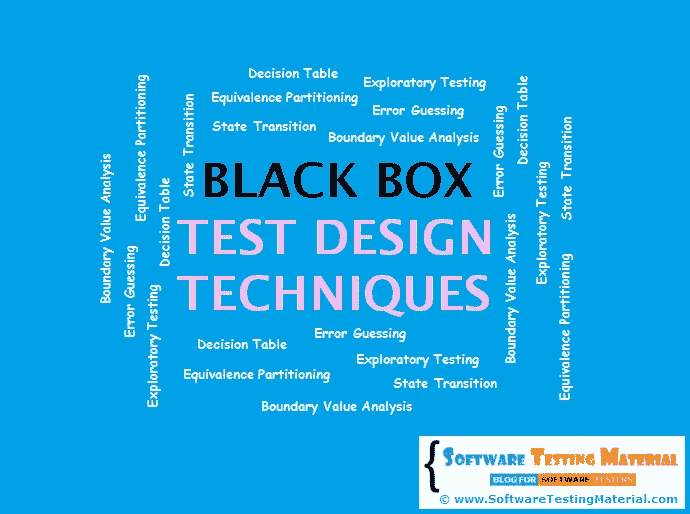 Decision Table
Exploratory Testing
Equivalence Partitioning
Error Guessing
State Transition
Boundary Value Analysis
Boundary Value Analysis
Equivalence Partitioning
Error Guessing
Exploratory Testing
Decision Table
State Transition
BLACK BOX
TEST DESIGN
TECHNIQUES
Error Guessing
Decision Table
Boundary Value Analysis
Exploratory Testing
State Transition
Equivalence Partitioning
Error Guessing
Decision Table
Exploratory Testing
Equivalence Partitioning
State Transition
Boundary Value Analysis
{ SOFTWARE TESTING MATERIAL
BLOG FOR SOFTWARE TESTERS
© www.SoftwareTestingMaterial.com